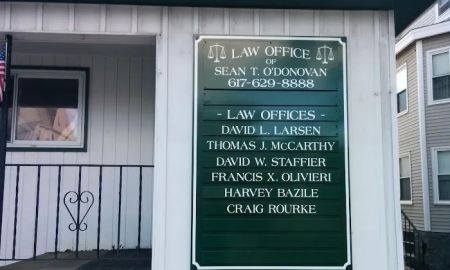 LAW OFFICE
OF
SEAN T. O'DONOVAN
617-629-8888
- LAW OFFICES -
DAVID L. LARSEN
THOMAS J. McCARTHY
DAVID W. STAFFIER
FRANCIS X. OLIVIERI
HARVEY BAZILE
CRAIG ROURKE